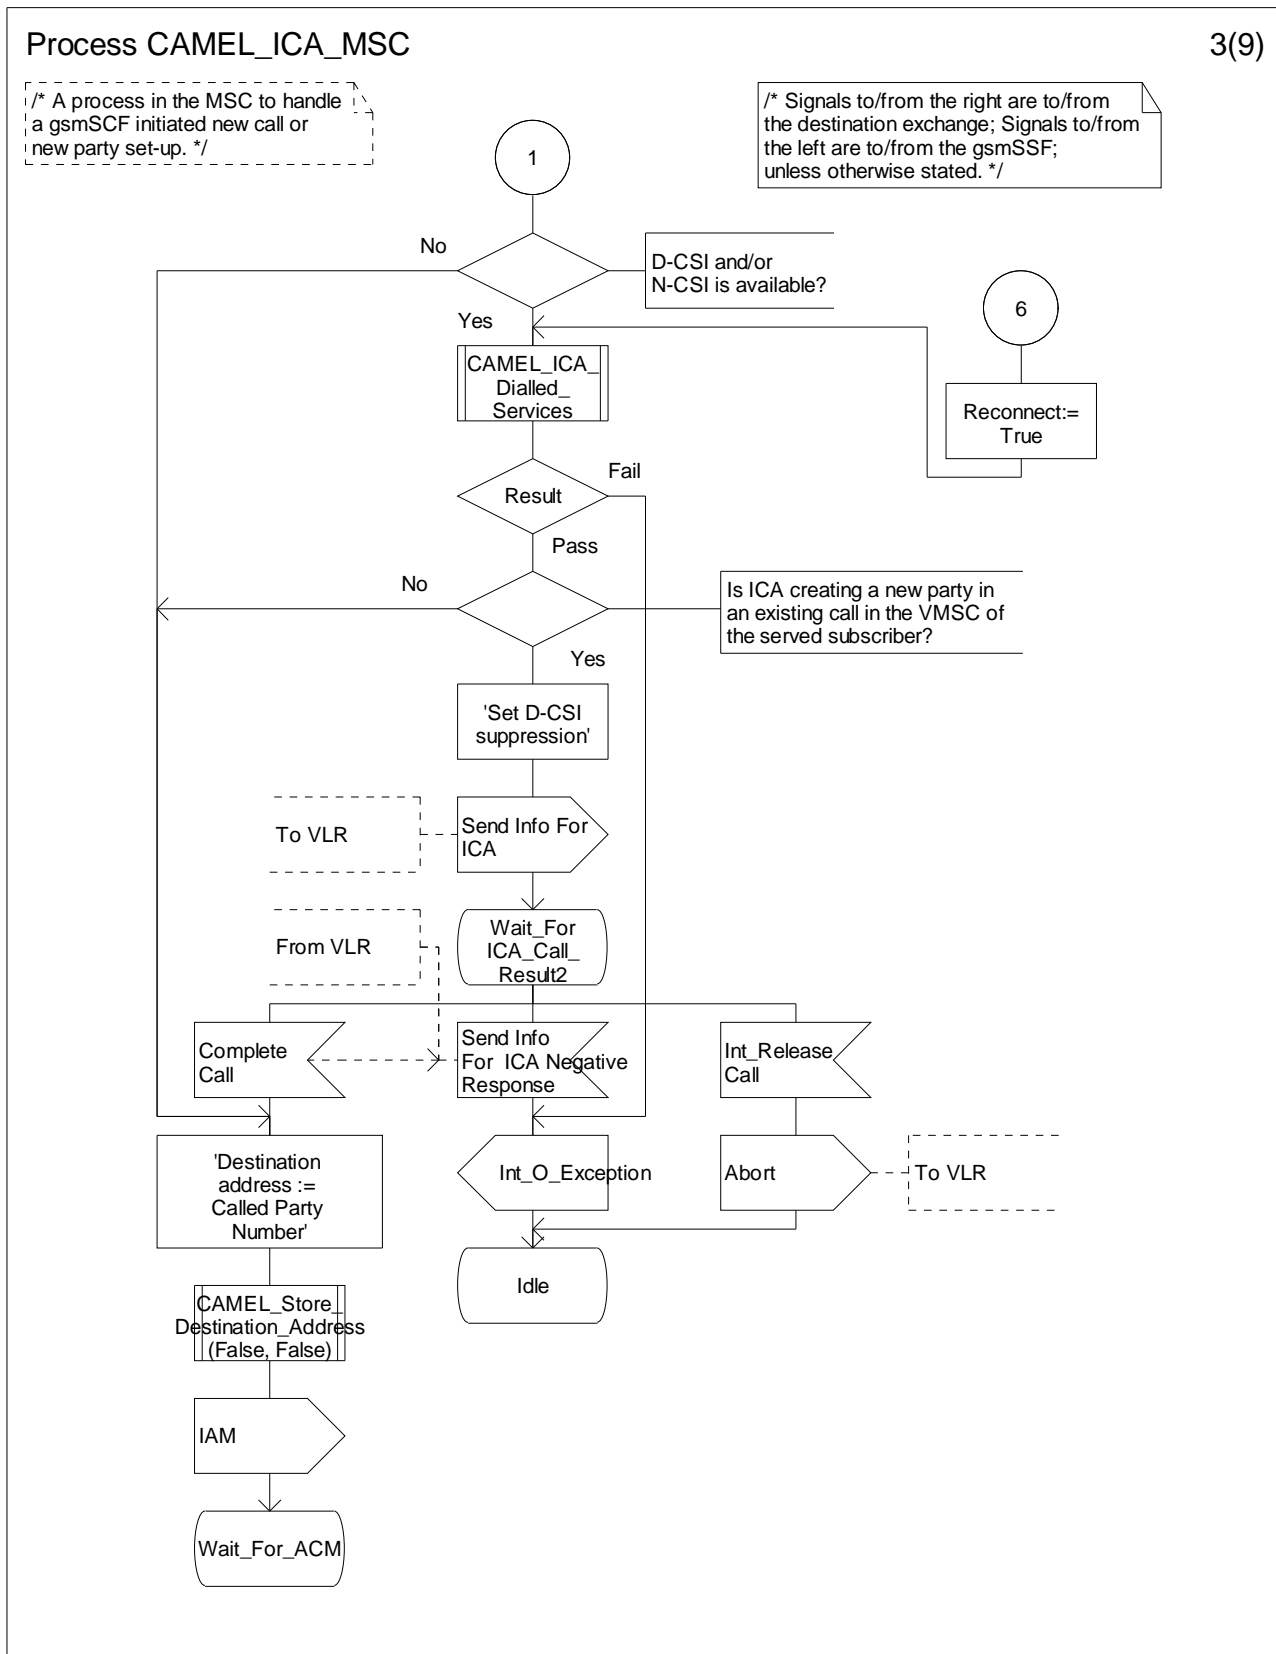 Process CAMEL_ICA_MSC
3(9)
/* A process in the MSC to handle
a gsmSCF initiated new call or
new party set-up. */
/* Signals to/from the right are to/from
the destination exchange; Signals to/from
the left are to/from the gsmSSF;
unless otherwise stated. */
1
No
D-CSI and/or
N-CSI is available?
6
Yes
CAMEL_ICA_
Dialled_
Services
Reconnect:=
True
Fail
Result
Pass
No
Is ICA creating a new party in
an existing call in the VMSC of
the served subscriber?
Yes
'Set D-CSI
suppression'
To VLR
Send Info For
ICA
From VLR
Wait_For
ICA_Call_
Result2
Complete
Call
Send Info
For ICA Negative
Response
Int_Release
Call
'Destination
address :=
Called Party
Number'
Int_O_Exception
Abort
To VLR
Idle
CAMEL_Store_
Destination_Address
(False, False)
IAM
Wait_For_ACM